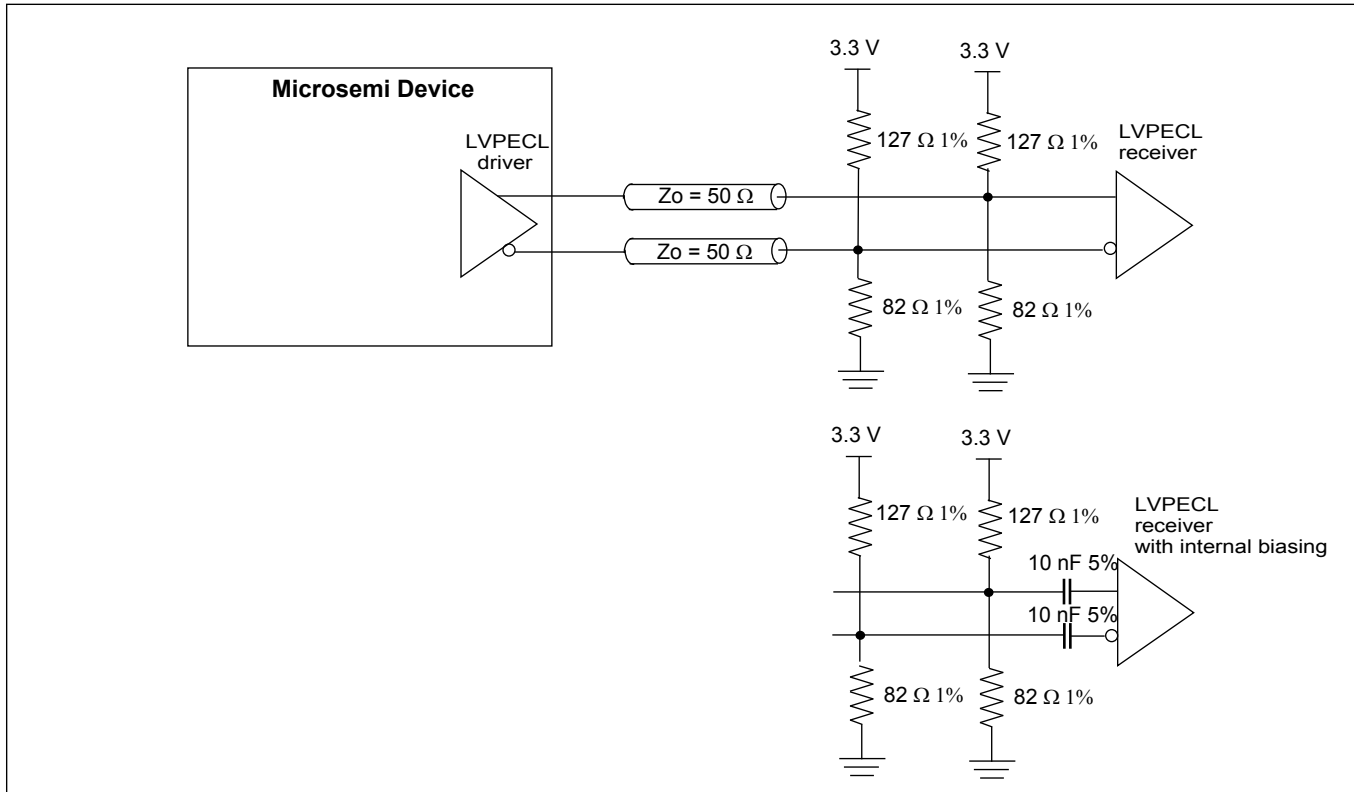 3.3 V
3.3 V
Microsemi Device
LVPECL
driver
127 Ω 1%
127 Ω 1%
LVPECL
receiver
Zo = 50 Ω
Zo = 50 Ω
82 Ω 1%
82 Ω 1%
3.3 V
3.3 V
127 Ω 1%
127 Ω 1%
LVPECL
receiver
with internal biasing
10 nF 5%
10 nF 5%
82 Ω 1%
82 Ω 1%